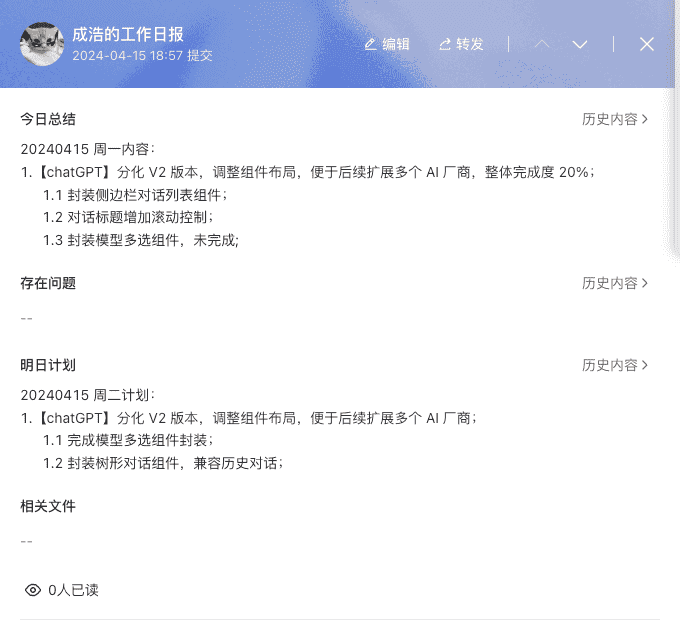 成浩的工作日报
2024-04-15 18:57 提交
编辑
转发
今日总结
历史内容
20240415 周一内容：
1.【chatGPT】分化 V2 版本，调整组件布局，便于后续扩展多个 AI 厂商，整体完成度 20%；
1.1 封装侧边栏对话列表组件；
1.2 对话标题增加滚动控制；
1.3 封装模型多选组件，未完成;
存在问题
历史内容
--
明日计划
历史内容
20240415 周二计划：
1.【chatGPT】分化 V2 版本，调整组件布局，便于后续扩展多个 AI 厂商；
1.1 完成模型多选组件封装；
1.2 封装树形对话组件，兼容历史对话；
相关文件
--
0人已读